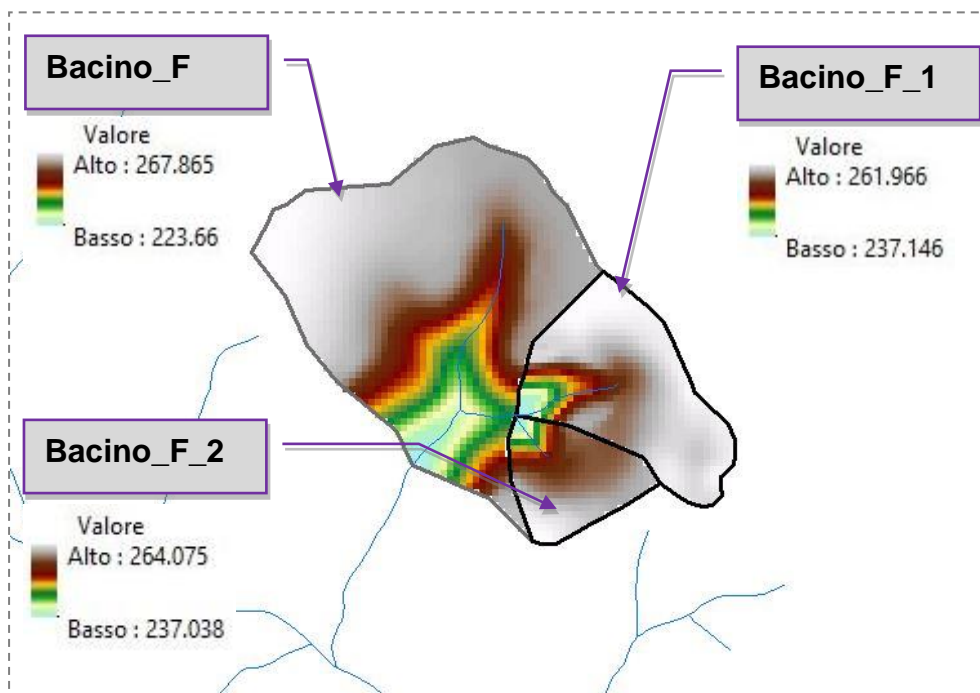 Bacino_F
Valore
Alto : 267.865
Basso : 223.66
Bacino_F_1
Valore
Alto : 261.966
Basso : 237.146
Bacino_F_2
Valore
Alto : 264.075
Basso : 237.038